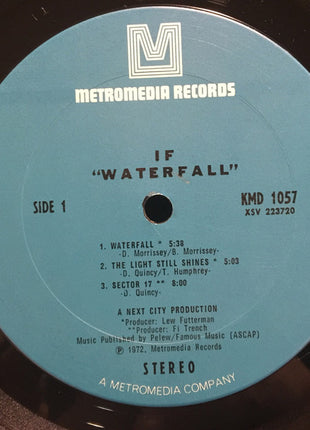 M
METROMEDIA RECORDS
IF
"WATERFALL"
SIDE 1
KMD 1057
XSV 223720
1. WATERFALL * 5:38
-D. Morrissey/B. Morrissey-
2. THE LIGHT STILL SHINES * 5:03
-D. Quincy/T. Humphrey-
3. SECTOR 17 ** 8:00
-D. Quincy-
A NEXT CITY PRODUCTION
*Producer: Lew Futterman
**Producer: Fi Trench
Music Published by Pelew/Famous Music (ASCAP)
℗ 1972, Metromedia Records
STEREO
A METROMEDIA COMPANY